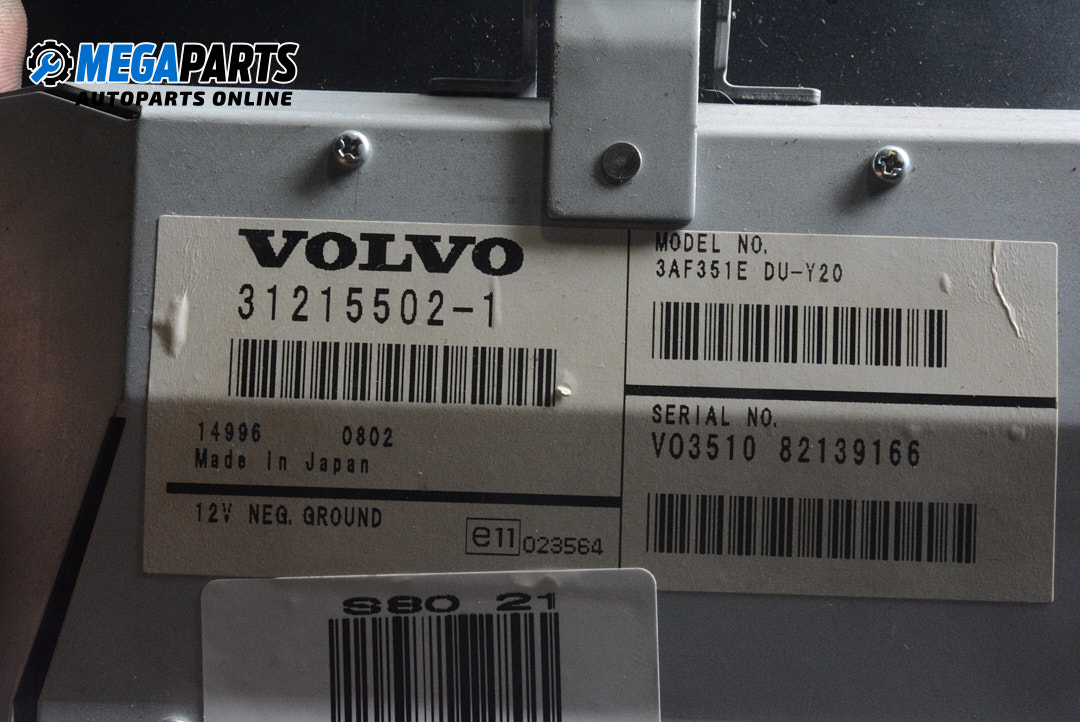 MEGAPARTS
AUTOPARTS ONLINE
VOLVO
31215502-1
14996 0802
Made in Japan
12V NEG. GROUND
e11 023564
MODEL NO.
3AF351E DU-Y20
SERIAL NO.
VO3510 82139166
S80 21